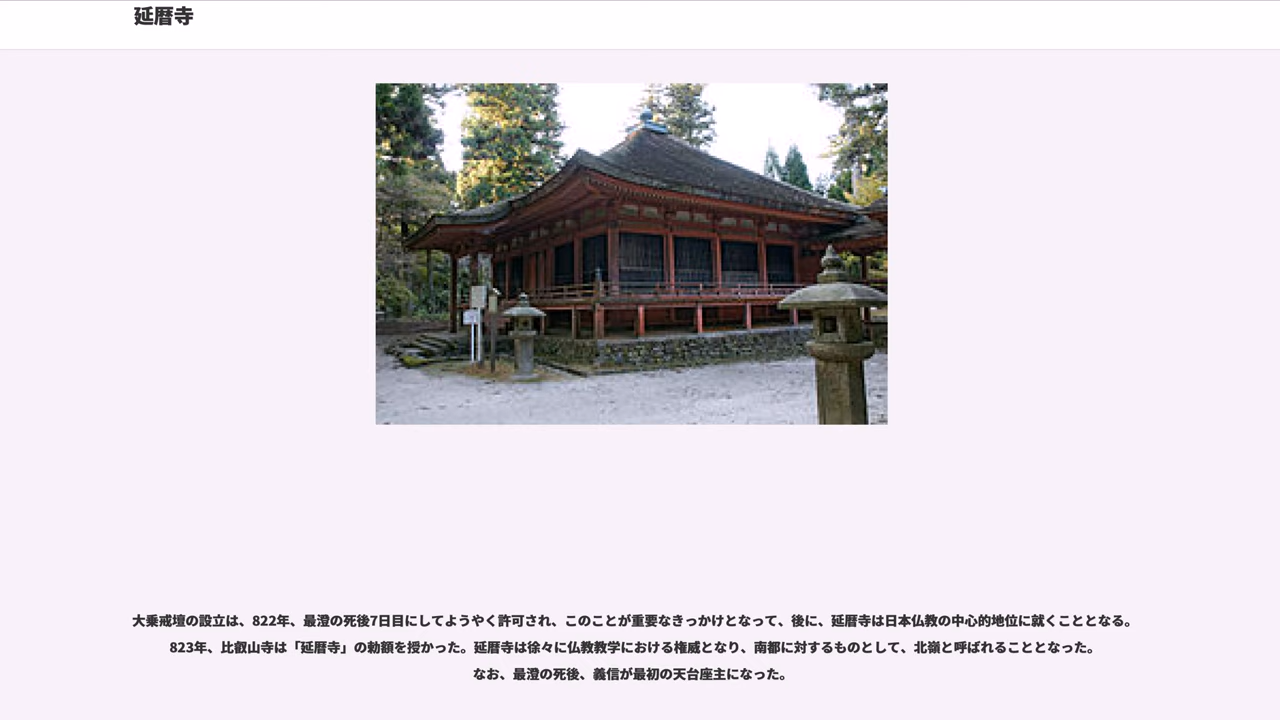 延暦寺
大乗戒壇の設立は、822年、最澄の死後7日目にしてようやく許可され、このことが重要なきっかけとなって、後に、延暦寺は日本仏教の中心的地位に就くこととなる。
823年、比叡山寺は「延暦寺」の勅額を授かった。延暦寺は徐々に仏教教学における権威となり、南都に対するものとして、北嶺と呼ばれることとなった。
なお、最澄の死後、義信が最初の天台座主になった。